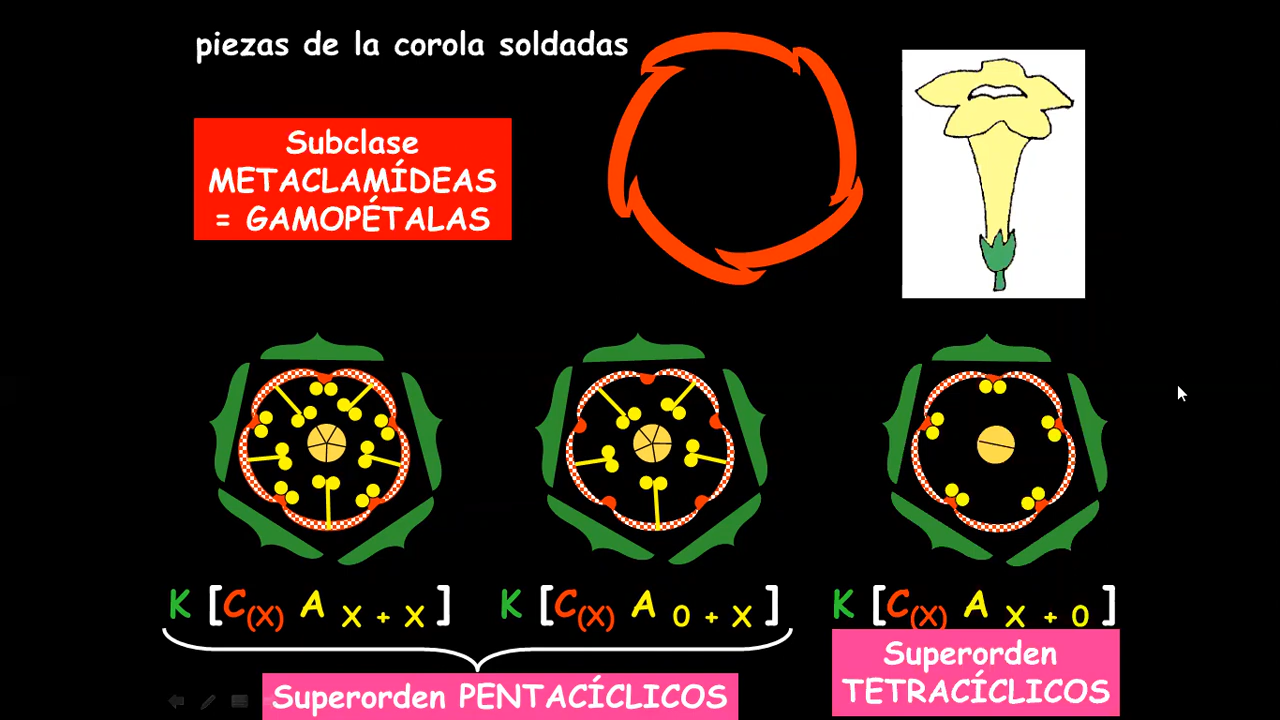 piezas de la corola soldadas
Subclase
METACLAMÍDEAS
= GAMOPÉTALAS
K [C(X) A X + X ]
K [C(X) A 0 + X ]
K [C(X) A X + 0 ]
Superorden PENTACÍCLICOS
Superorden
TETRACÍCLICOS